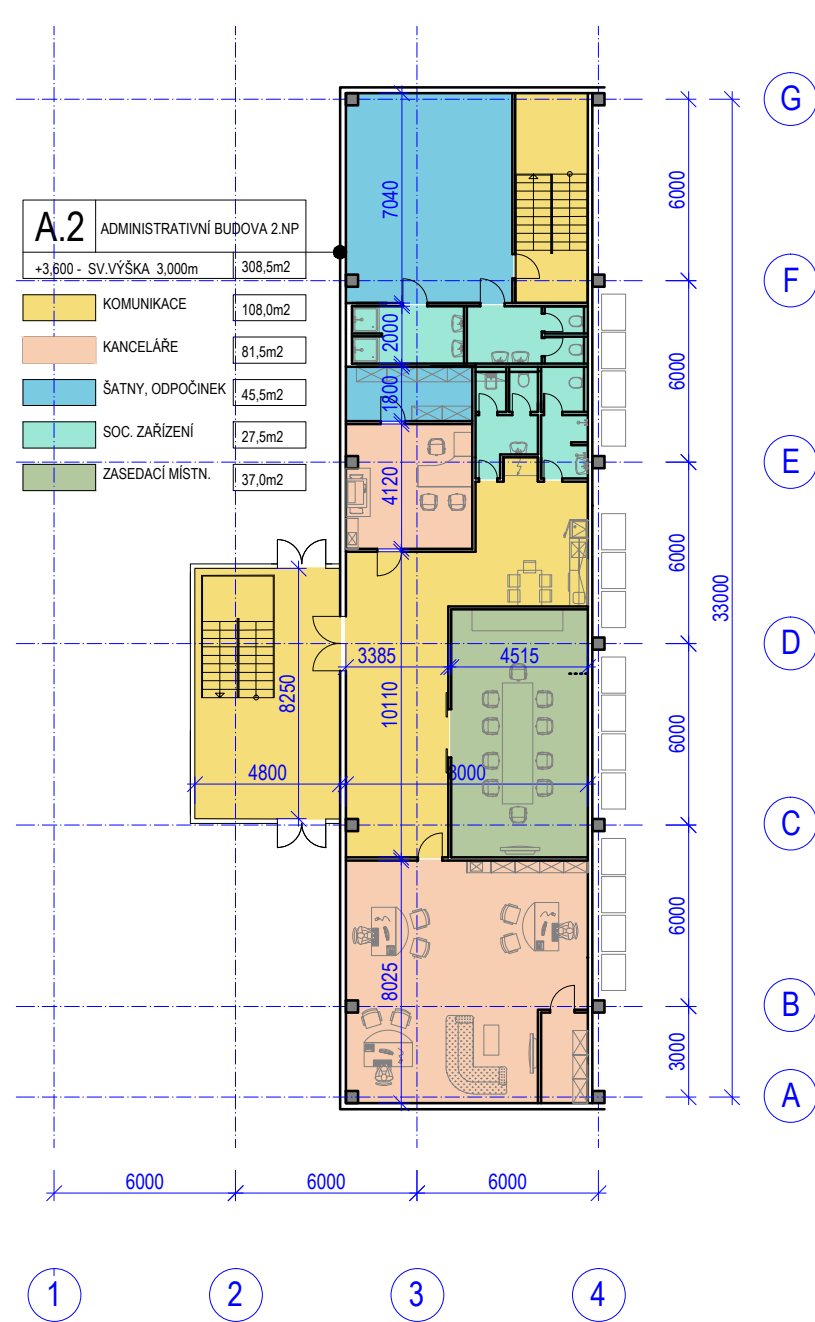 G
7040
6000
A.2 ADMINISTRATIVNÍ BUDOVA 2.NP
+3,600 - SV.VÝŠKA 3,000m 308,5m2
F
KOMUNIKACE 108,0m2
2000
KANCELÁŘE 81,5m2
6000
ŠATNY, ODPOČINEK 45,5m2
1800
SOC. ZAŘÍZENÍ 27,5m2
E
ZASEDACÍ MÍSTN. 37,0m2
4120
6000
33000
D
3385 4515
8250
10110
6000
4800 8000
C
6000
8025
B
3000
A
6000 6000 6000
1 2 3 4